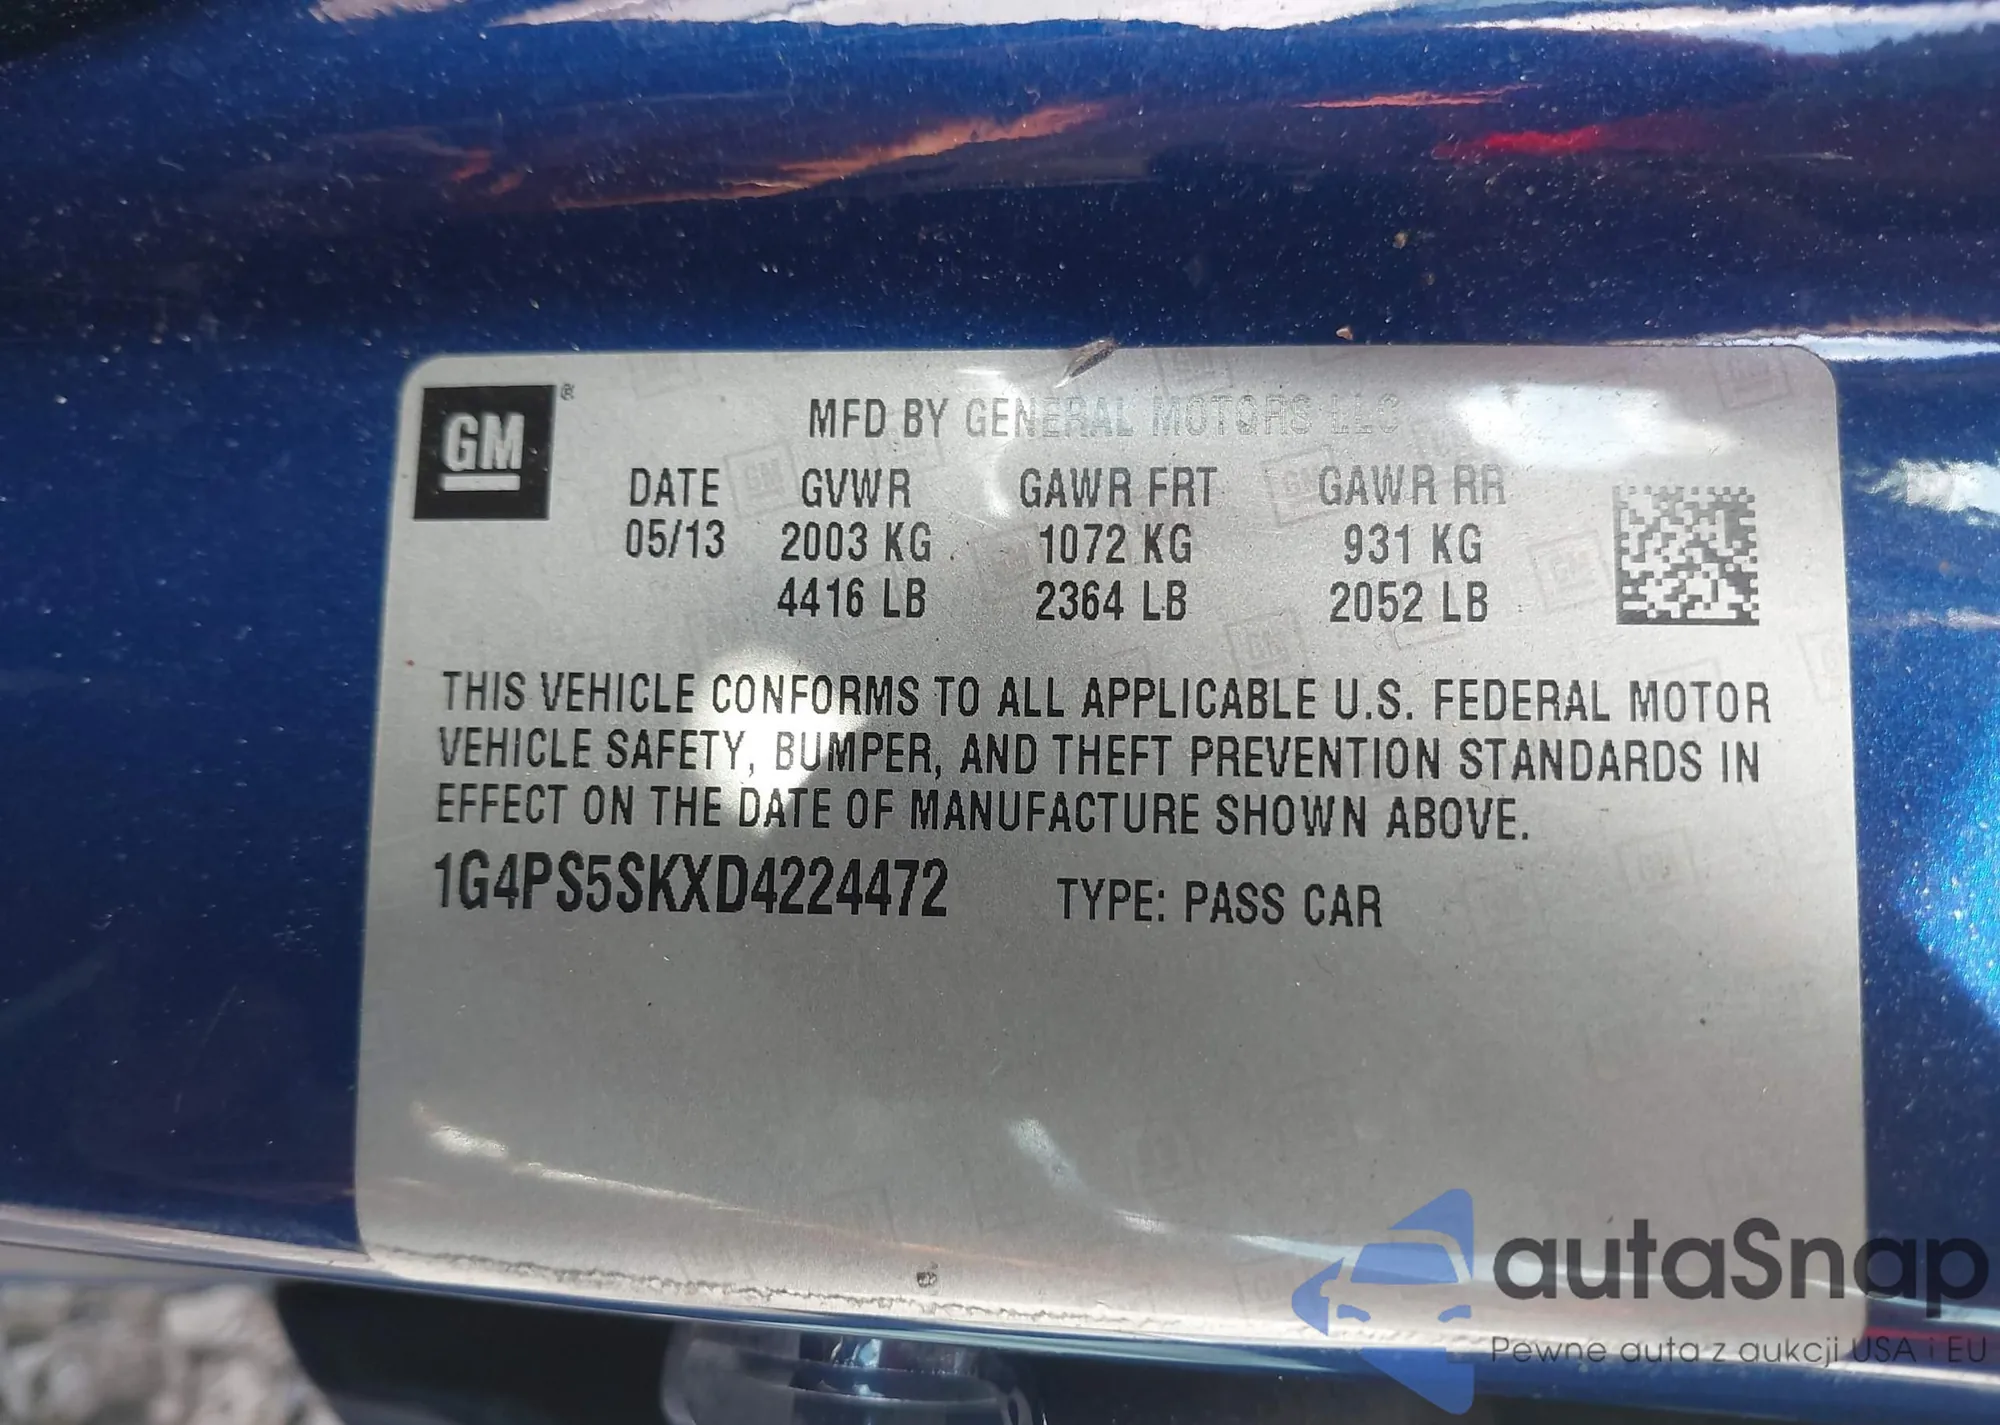 GM®
MFD BY GENERAL MOTORS LLC
DATE GVWR GAWR FRT GAWR RR
05/13 2003 KG 1072 KG 931 KG
4416 LB 2364 LB 2052 LB
THIS VEHICLE CONFORMS TO ALL APPLICABLE U.S. FEDERAL MOTOR
VEHICLE SAFETY, BUMPER, AND THEFT PREVENTION STANDARDS IN
EFFECT ON THE DATE OF MANUFACTURE SHOWN ABOVE.
1G4PS5SKXD4224472 TYPE: PASS CAR
autaSnap
Pewne auta z aukcji USA i EU